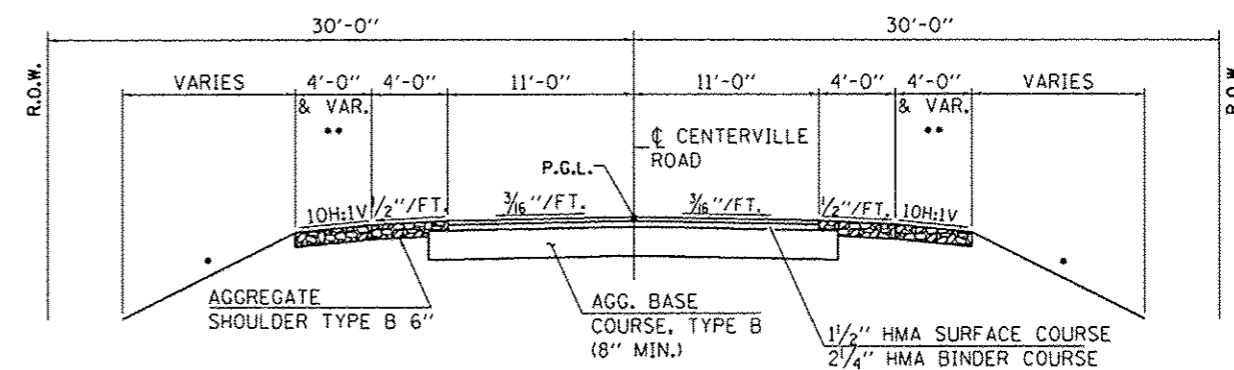 30'-0'' 30'-0''
R.O.W.
VARIES 4'-0'' 4'-0'' 11'-0'' 11'-0'' 4'-0'' 4'-0'' VARIES
R.O.W.
& VAR. & VAR.
•• ••
℄ CENTERVILLE
ROAD
P.G.L.
10H:1V 1/2''/FT. 3/16''/FT. 3/16''/FT. 1/2''/FT. 10H:1V
• •
AGGREGATE
SHOULDER TYPE B 6''
AGG. BASE
COURSE, TYPE B
(8'' MIN.)
1 1/2'' HMA SURFACE COURSE
2 1/4'' HMA BINDER COURSE